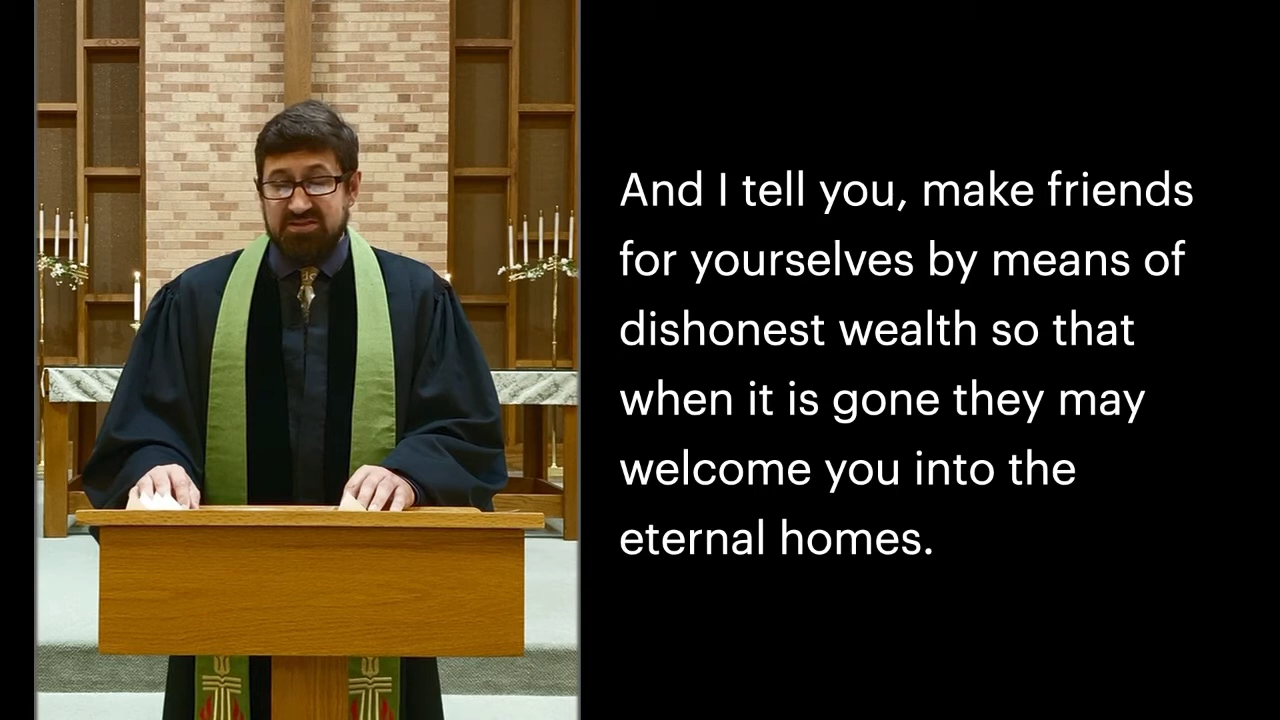 And I tell you, make friends
for yourselves by means of
dishonest wealth so that
when it is gone they may
welcome you into the
eternal homes.